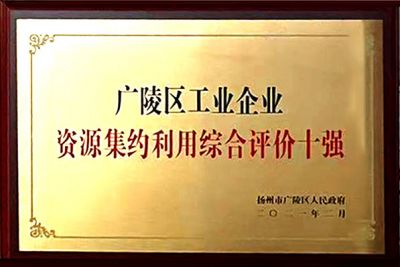 广陵区工业企业
资源集约利用综合评价十强
扬州市广陵区人民政府
二〇二一年二月